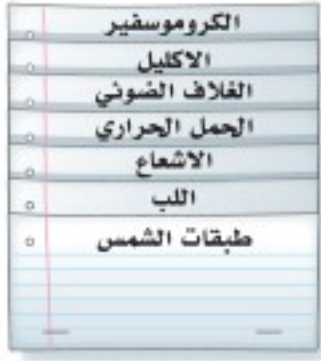 الكروموسفير
الاكليل
الغلاف الضوئي
الحمل الحراري
الاشعاع
اللب
طبقات الشمس